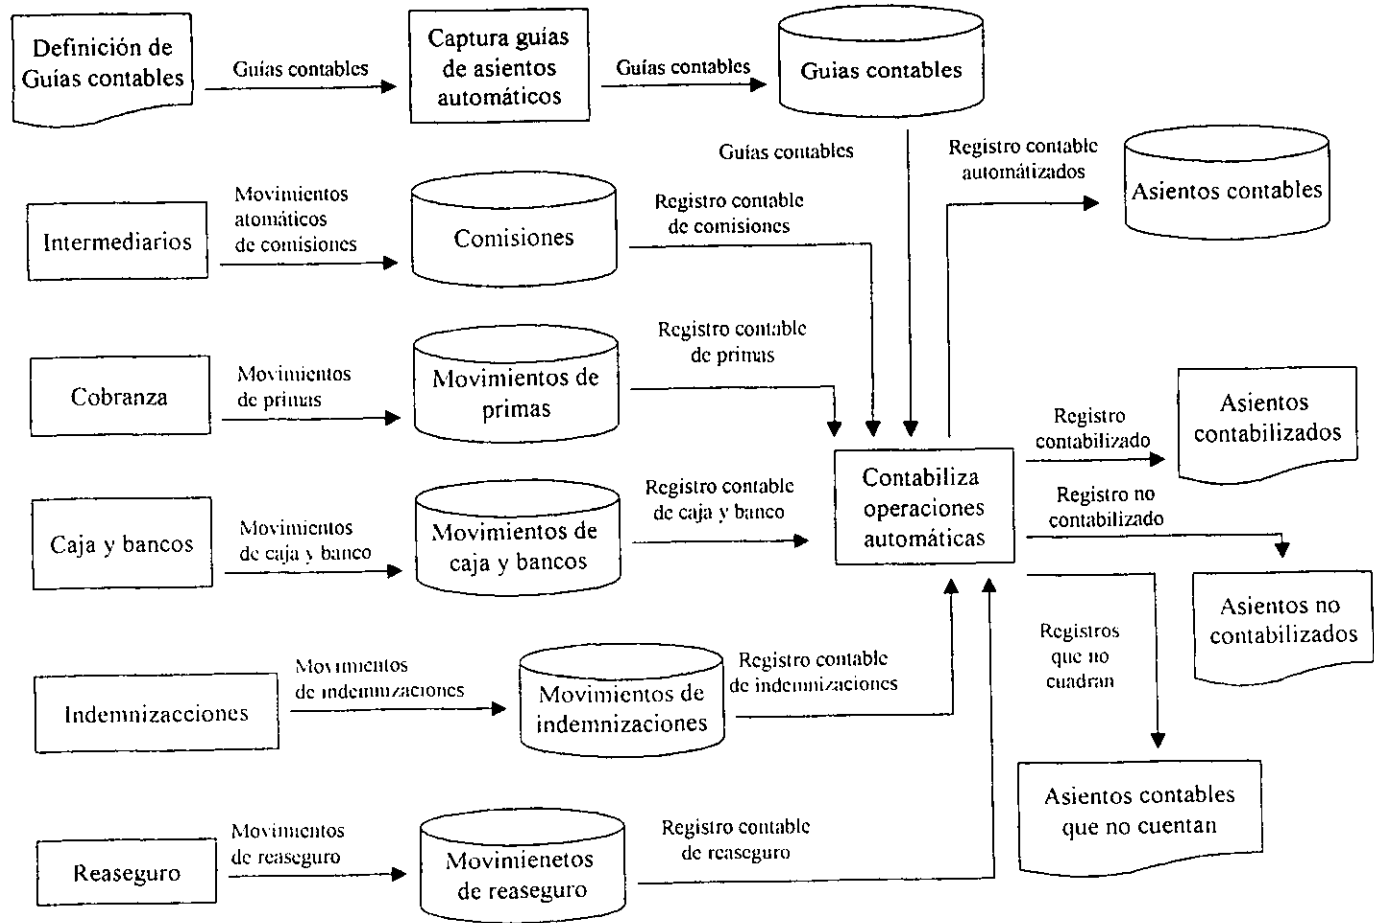 Definición de
Guías contables
Guías contables
Captura guías
de asientos
automáticos
Guías contables
Guias contables
Guías contables
Registro contable
automátizados
Asientos contables
Intermediarios
Movimientos
atomáticos
de comisiones
Comisiones
Registro contable
de comisiones
Cobranza
Movimientos
de primas
Movimientos de
primas
Registro contable
de primas
Caja y bancos
Movimientos
de caja y banco
Movimientos de
caja y bancos
Registro contable
de caja y banco
Contabiliza
operaciones
automáticas
Registro
contabilizado
Asientos
contabilizados
Registro no
contabilizado
Asientos no
contabilizados
Registros
que no
cuadran
Asientos contables
que no cuentan
Indemnizacciones
Movimientos
de indemnizaciones
Movimientos de
indemnizaciones
Registro contable
de indemnizaciones
Reaseguro
Movimientos
de reaseguro
Movimienetos
de reaseguro
Registro contable
de reaseguro